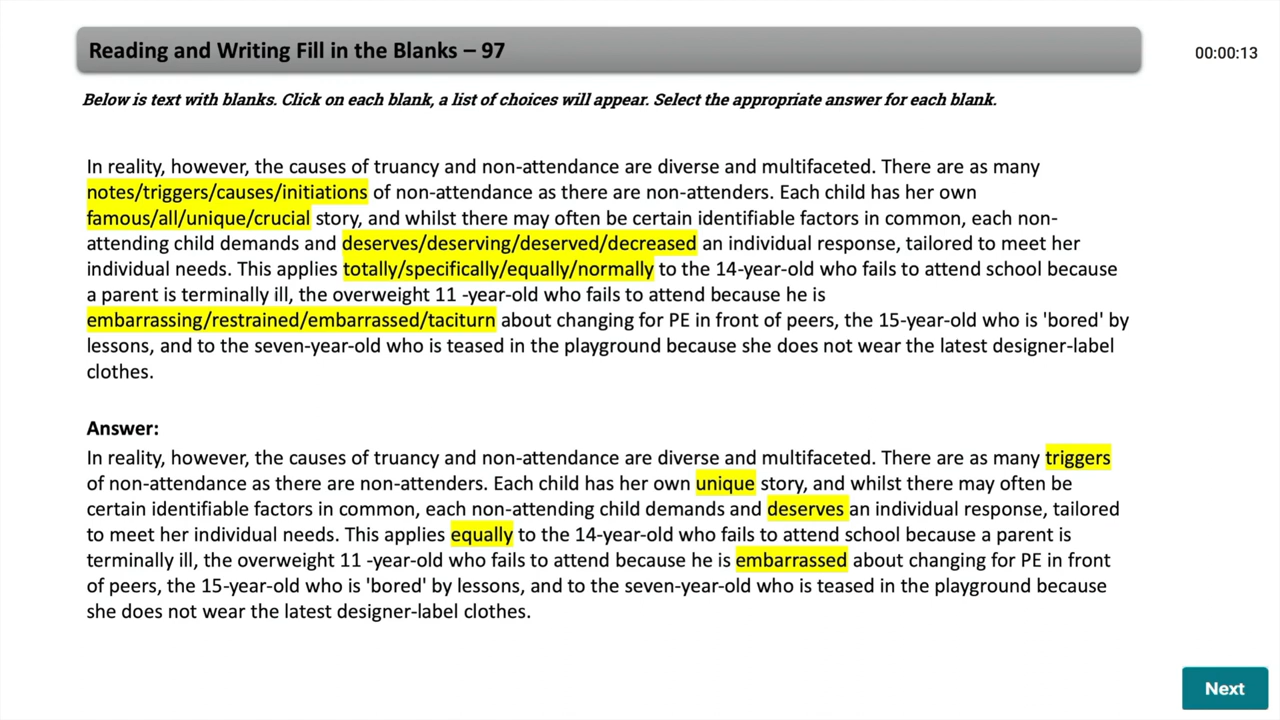 Reading and Writing Fill in the Blanks – 97
00:00:13
Below is text with blanks. Click on each blank, a list of choices will appear. Select the appropriate answer for each blank.
In reality, however, the causes of truancy and non-attendance are diverse and multifaceted. There are as many
notes/triggers/causes/initiations of non-attendance as there are non-attenders. Each child has her own
famous/all/unique/crucial story, and whilst there may often be certain identifiable factors in common, each non-
attending child demands and deserves/deserving/deserved/decreased an individual response, tailored to meet her
individual needs. This applies totally/specifically/equally/normally to the 14-year-old who fails to attend school because
a parent is terminally ill, the overweight 11 -year-old who fails to attend because he is
embarrassing/restrained/embarrassed/taciturn about changing for PE in front of peers, the 15-year-old who is 'bored' by
lessons, and to the seven-year-old who is teased in the playground because she does not wear the latest designer-label
clothes.
Answer:
In reality, however, the causes of truancy and non-attendance are diverse and multifaceted. There are as many triggers
of non-attendance as there are non-attenders. Each child has her own unique story, and whilst there may often be
certain identifiable factors in common, each non-attending child demands and deserves an individual response, tailored
to meet her individual needs. This applies equally to the 14-year-old who fails to attend school because a parent is
terminally ill, the overweight 11 -year-old who fails to attend because he is embarrassed about changing for PE in front
of peers, the 15-year-old who is 'bored' by lessons, and to the seven-year-old who is teased in the playground because
she does not wear the latest designer-label clothes.
Next